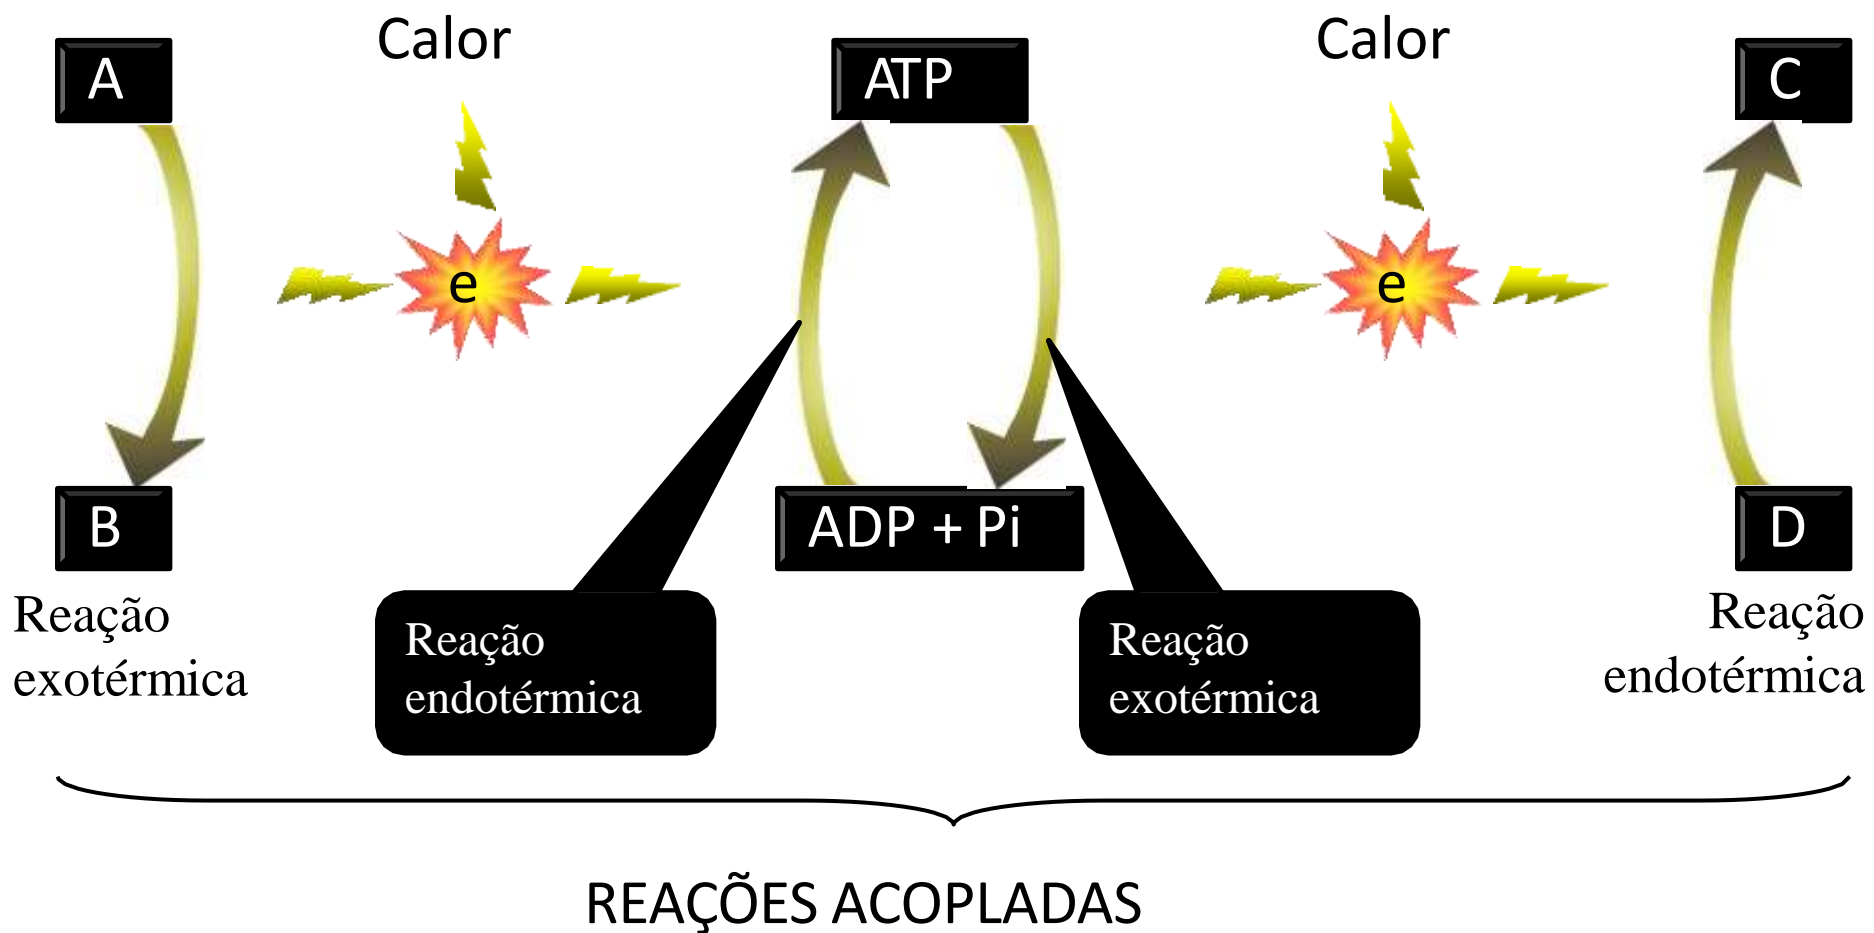 Calor
Calor
A
ATP
C
e
e
B
ADP + Pi
D
Reação
exotérmica
Reação
endotérmica
Reação
exotérmica
Reação
endotérmica
REAÇÕES ACOPLADAS